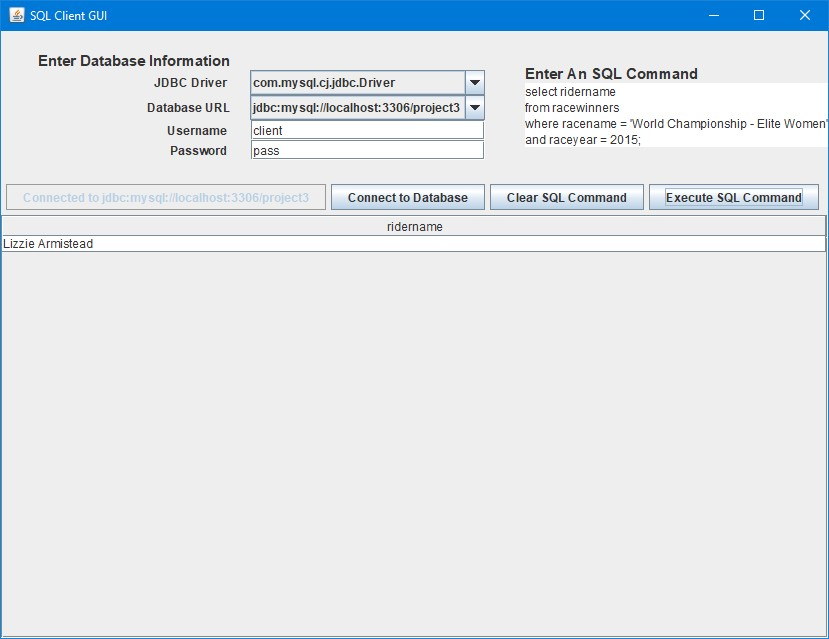 SQL Client GUI
Enter Database Information
JDBC Driver
com.mysql.cj.jdbc.Driver
Database URL
jdbc:mysql://localhost:3306/project3
Username
client
Password
pass
Enter An SQL Command
select ridername
from racewinners
where racename = 'World Championship - Elite Women'
and raceyear = 2015;
Connected to jdbc:mysql://localhost:3306/project3
Connect to Database
Clear SQL Command
Execute SQL Command
ridername
Lizzie Armistead